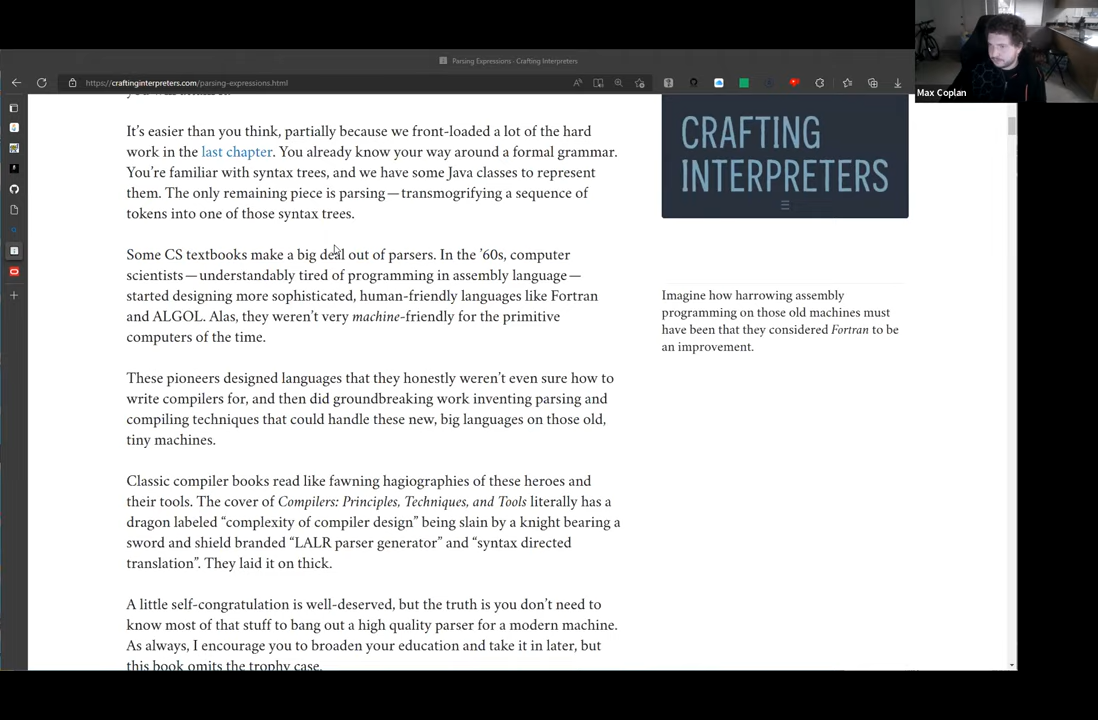 Max Coplan
Parsing Expressions · Crafting Interpreters
https://craftinginterpreters.com/parsing-expressions.html
It's easier than you think, partially because we front-loaded a lot of the hard
work in the last chapter. You already know your way around a formal grammar.
You're familiar with syntax trees, and we have some Java classes to represent
them. The only remaining piece is parsing—transmogrifying a sequence of
tokens into one of those syntax trees.
Some CS textbooks make a big deal out of parsers. In the ’60s, computer
scientists—understandably tired of programming in assembly language—
started designing more sophisticated, human-friendly languages like Fortran
and ALGOL. Alas, they weren't very machine-friendly for the primitive
computers of the time.
These pioneers designed languages that they honestly weren't even sure how to
write compilers for, and then did groundbreaking work inventing parsing and
compiling techniques that could handle these new, big languages on those old,
tiny machines.
Classic compiler books read like fawning hagiographies of these heroes and
their tools. The cover of Compilers: Principles, Techniques, and Tools literally has a
dragon labeled “complexity of compiler design” being slain by a knight bearing a
sword and shield branded “LALR parser generator” and “syntax directed
translation”. They laid it on thick.
A little self-congratulation is well-deserved, but the truth is you don't need to
know most of that stuff to bang out a high quality parser for a modern machine.
As always, I encourage you to broaden your education and take it in later, but
this book omits the trophy case.
CRAFTING
INTERPRETERS
Imagine how harrowing assembly
programming on those old machines must
have been that they considered Fortran to be
an improvement.